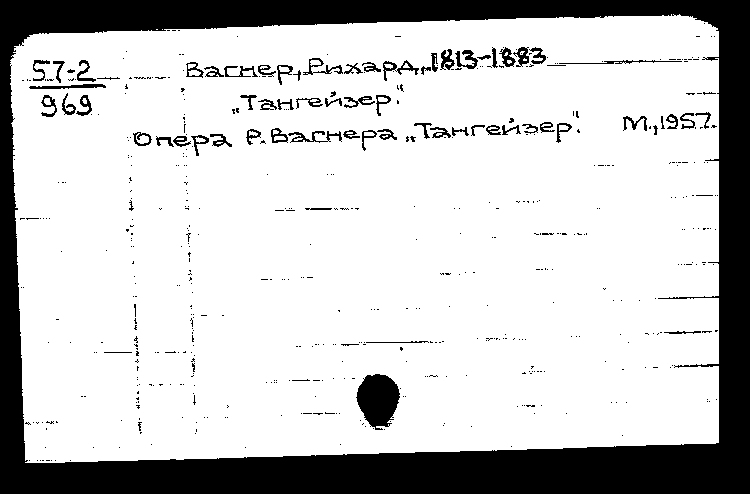 57-2
969
Вагнер, Рихард, 1813-1883
„Тангейзер".
Опера Р. Вагнера „Тангейзер". М., 1957.